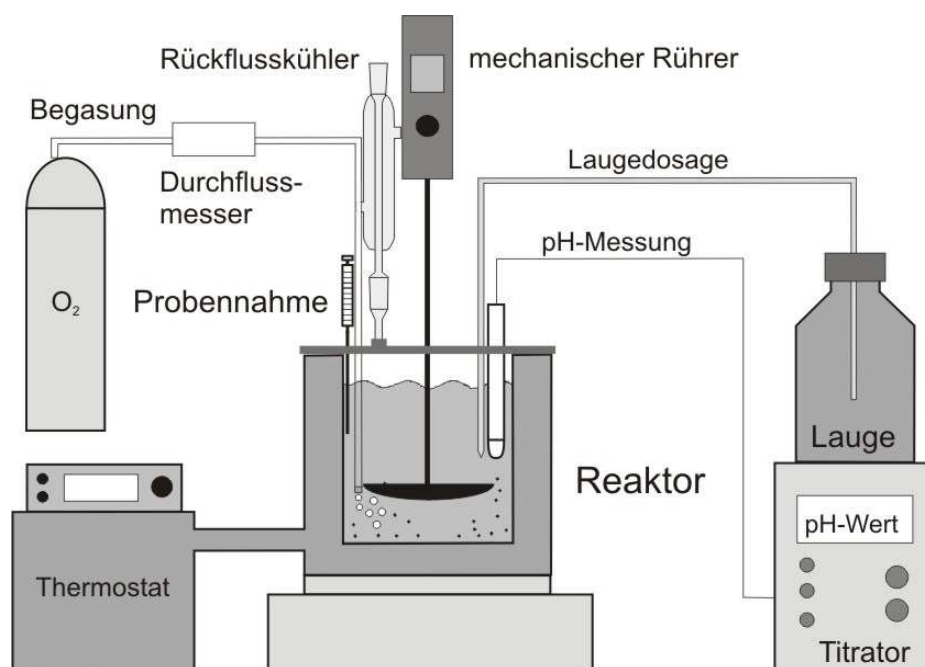 Rückflusskühler
mechanischer Rührer
Begasung
Durchfluss-
messer
Laugedosage
pH-Messung
Probennahme
O₂
Lauge
Reaktor
pH-Wert
Thermostat
Titrator